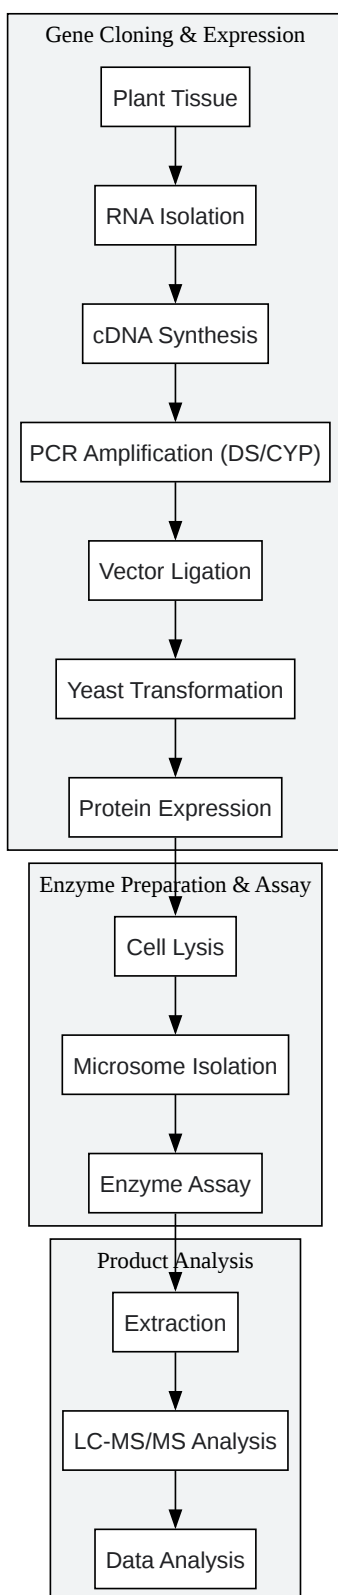 Gene Cloning & Expression
Plant Tissue
RNA Isolation
cDNA Synthesis
PCR Amplification (DS/CYP)
Vector Ligation
Yeast Transformation
Protein Expression
Enzyme Preparation & Assay
Cell Lysis
Microsome Isolation
Enzyme Assay
Product Analysis
Extraction
LC-MS/MS Analysis
Data Analysis